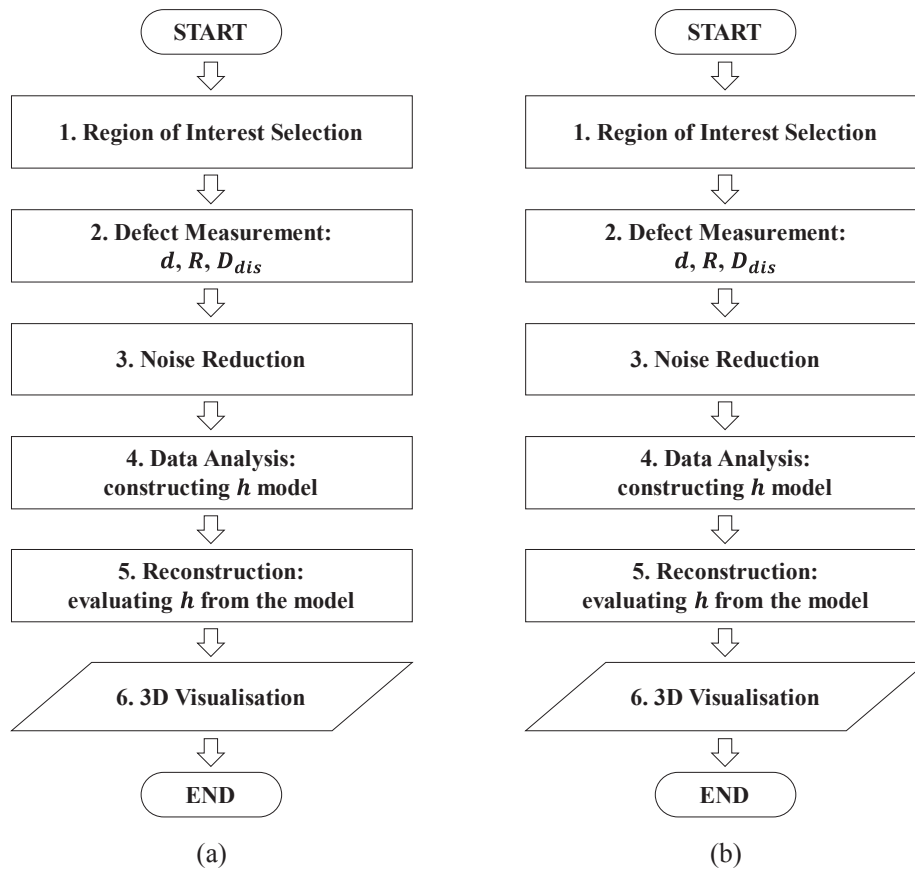 START
1. Region of Interest Selection
2. Defect Measurement:
d, R, D_dis
3. Noise Reduction
4. Data Analysis:
constructing h model
5. Reconstruction:
evaluating h from the model
6. 3D Visualisation
END
(a)
START
1. Region of Interest Selection
2. Defect Measurement:
d, R, D_dis
3. Noise Reduction
4. Data Analysis:
constructing h model
5. Reconstruction:
evaluating h from the model
6. 3D Visualisation
END
(b)